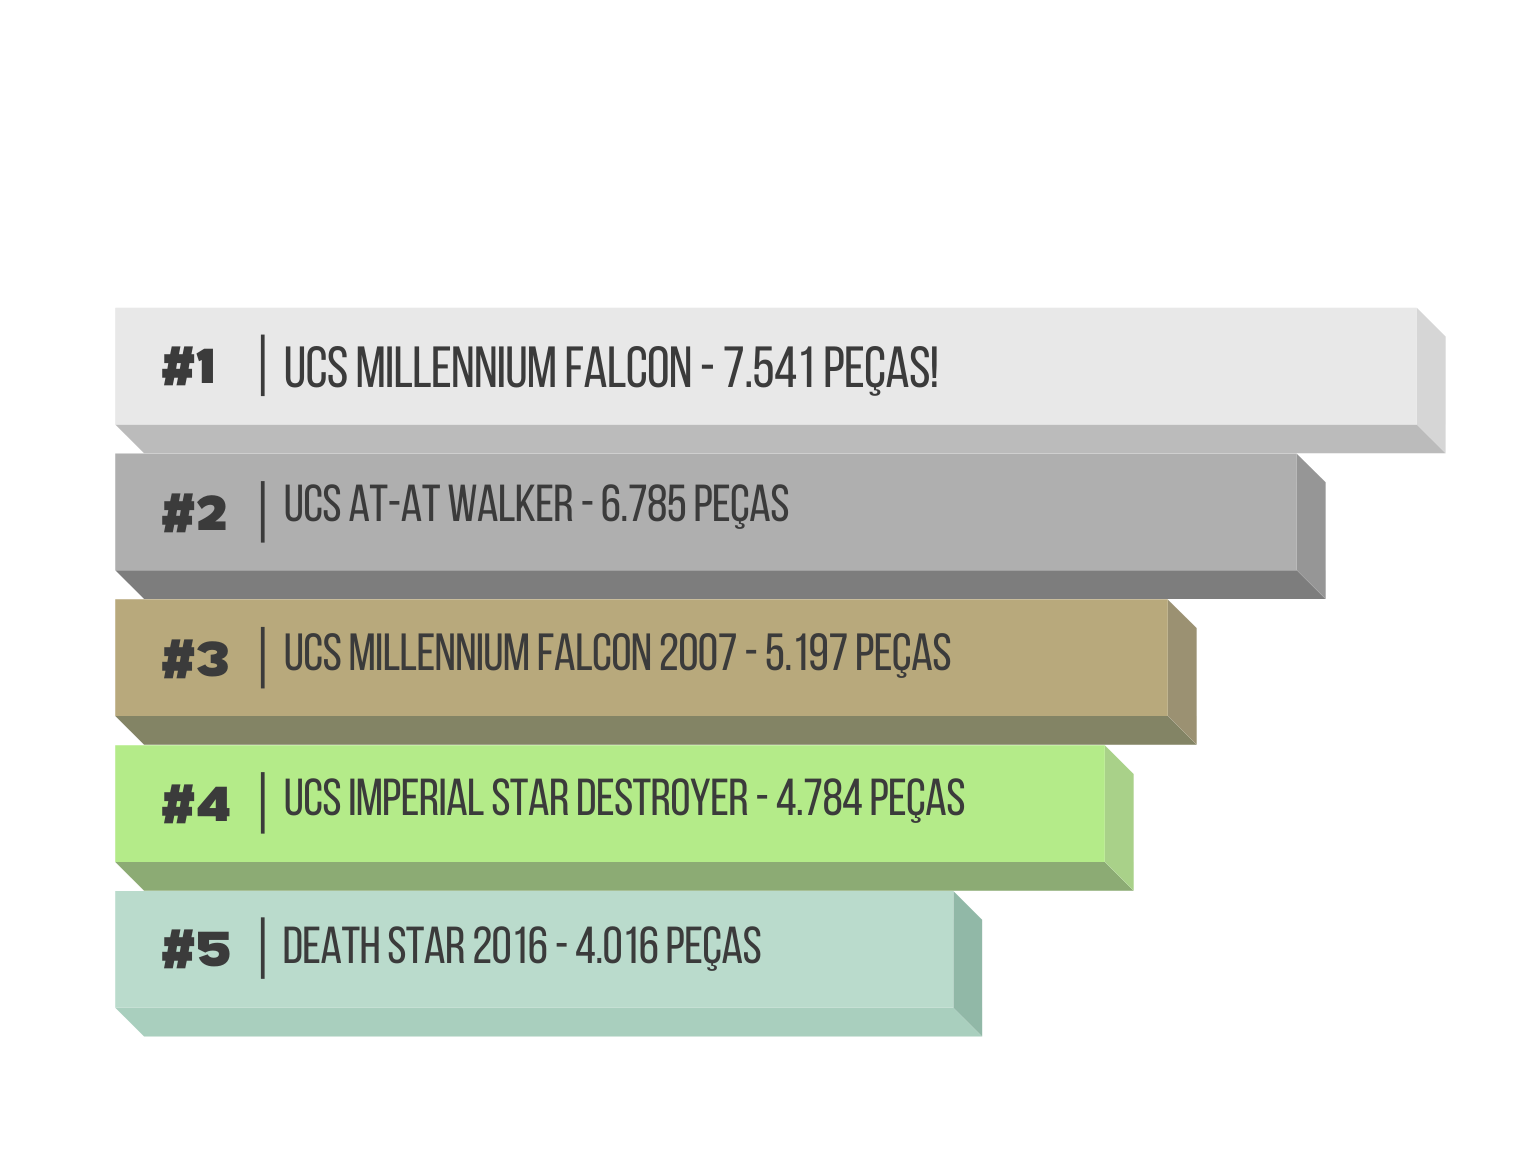 #1 | UCS MILLENNIUM FALCON - 7.541 PEÇAS!
#2 | UCS AT-AT WALKER - 6.785 PEÇAS
#3 | UCS MILLENNIUM FALCON 2007 - 5.197 PEÇAS
#4 | UCS IMPERIAL STAR DESTROYER - 4.784 PEÇAS
#5 | DEATH STAR 2016 - 4.016 PEÇAS